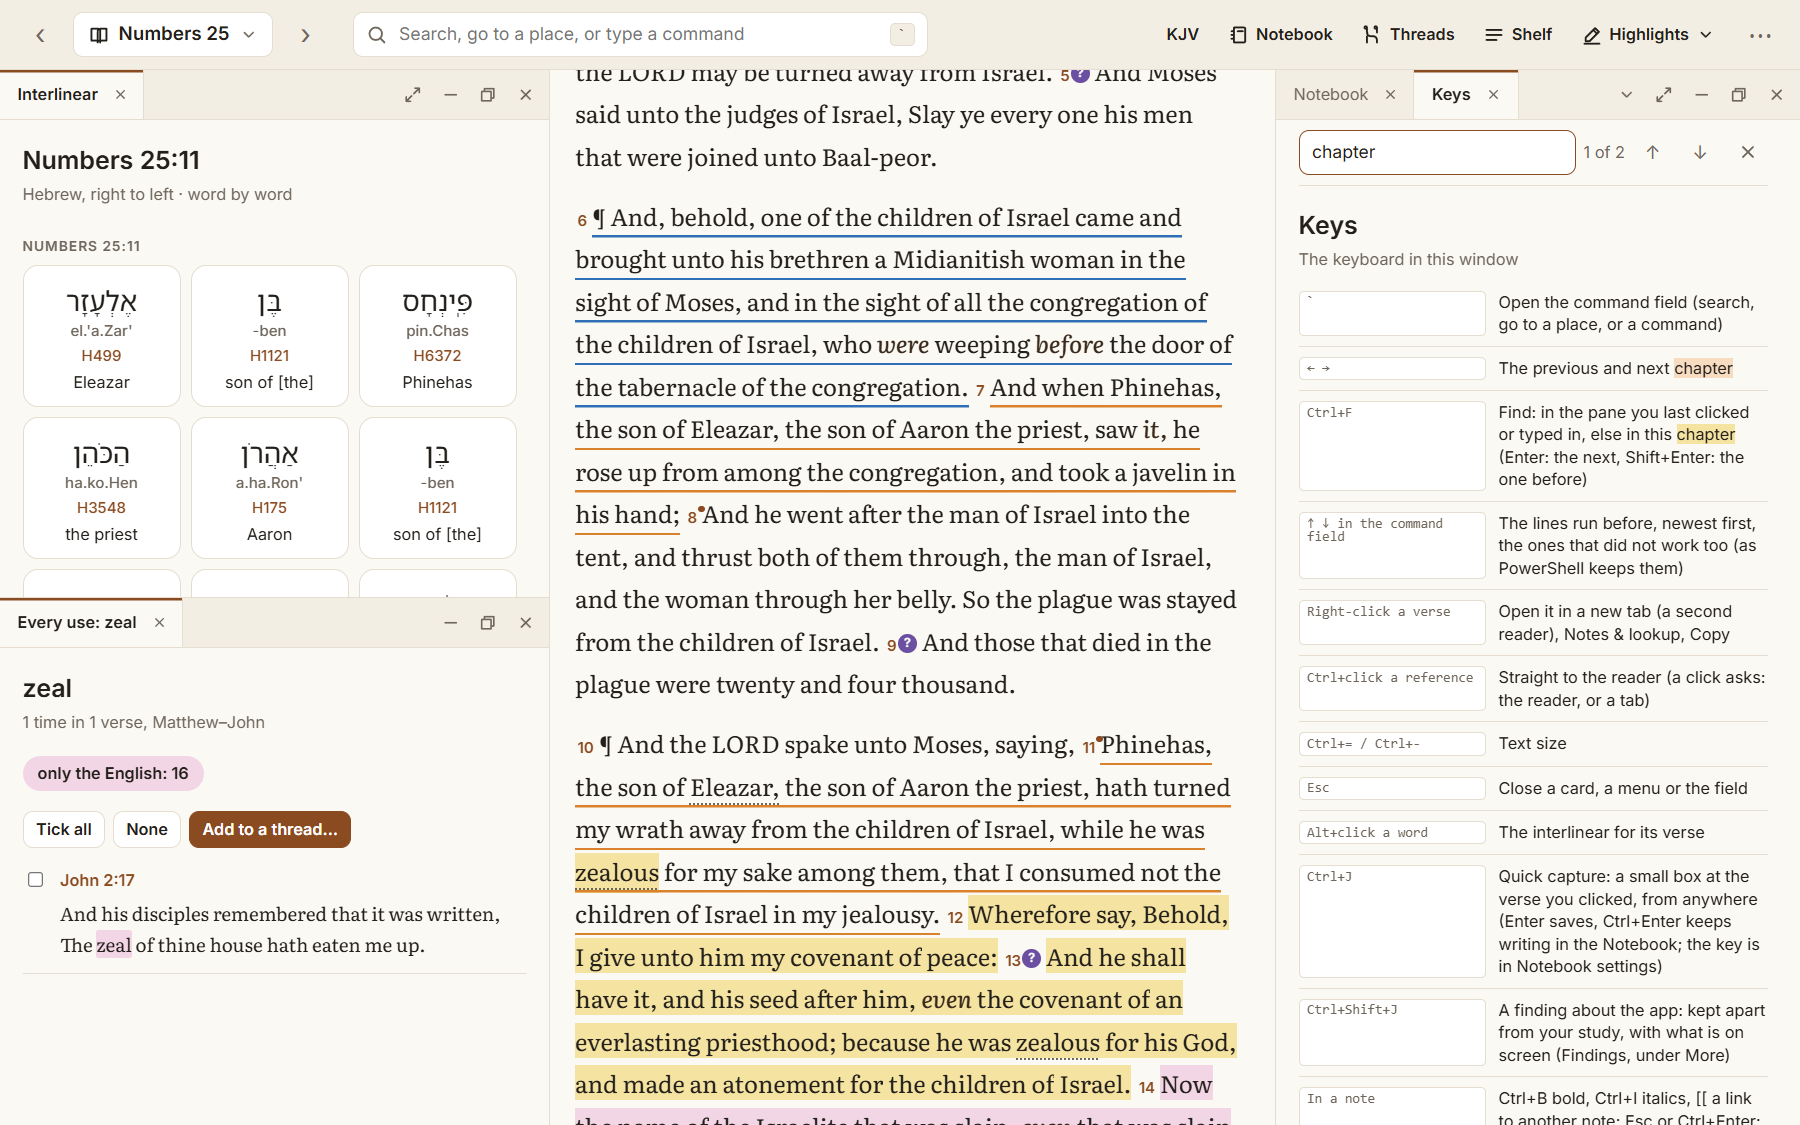 Numbers 25
Search, go to a place, or type a command
`
KJV
Notebook
Threads
Shelf
Highlights
Interlinear
Numbers 25:11
Hebrew, right to left · word by word
NUMBERS 25:11
אֶלְעָזָר
בֶּן
פִּינְחָס
el.'a.Zar'
-ben
pin.Chas
H499
H1121
H6372
Eleazar
son of [the]
Phinehas
הַכֹּהֵן
אַהֲרֹן
בֶּן
ha.ko.Hen
a.ha.Ron'
-ben
H3548
H175
H1121
the priest
Aaron
son of [the]
Every use: zeal
zeal
1 time in 1 verse, Matthew–John
only the English: 16
Tick all
None
Add to a thread...
John 2:17
And his disciples remembered that it was written,
The zeal of thine house hath eaten me up.
the LORD may be turned away from Israel. 5 ? And Moses
said unto the judges of Israel, Slay ye every one his men
that were joined unto Baal-peor.
6 ¶ And, behold, one of the children of Israel came and
brought unto his brethren a Midianitish woman in the
sight of Moses, and in the sight of all the congregation of
the children of Israel, who were weeping before the door of
the tabernacle of the congregation. 7 And when Phinehas,
the son of Eleazar, the son of Aaron the priest, saw it, he
rose up from among the congregation, and took a javelin in
his hand; 8 And he went after the man of Israel into the
tent, and thrust both of them through, the man of Israel,
and the woman through her belly. So the plague was stayed
from the children of Israel. 9 ? And those that died in the
plague were twenty and four thousand.
10 ¶ And the LORD spake unto Moses, saying, 11 Phinehas,
the son of Eleazar, the son of Aaron the priest, hath turned
my wrath away from the children of Israel, while he was
zealous for my sake among them, that I consumed not the
children of Israel in my jealousy. 12 Wherefore say, Behold,
I give unto him my covenant of peace: 13 ? And he shall
have it, and his seed after him, even the covenant of an
everlasting priesthood; because he was zealous for his God,
and made an atonement for the children of Israel. 14 Now
the name of the Israelite that was slain, even that was slain
Notebook
Keys
chapter
1 of 2
Keys
The keyboard in this window
`
Open the command field (search,
go to a place, or a command)
← →
The previous and next chapter
Ctrl+F
Find: in the pane you last clicked
or typed in, else in this chapter
(Enter: the next, Shift+Enter: the
one before)
↑ ↓ in the command
field
The lines run before, newest first,
the ones that did not work too (as
PowerShell keeps them)
Right-click a verse
Open it in a new tab (a second
reader), Notes & lookup, Copy
Ctrl+click a reference
Straight to the reader (a click asks:
the reader, or a tab)
Ctrl+= / Ctrl+-
Text size
Esc
Close a card, a menu or the field
Alt+click a word
The interlinear for its verse
Ctrl+J
Quick capture: a small box at the
verse you clicked, from anywhere
(Enter saves, Ctrl+Enter keeps
writing in the Notebook; the key is
in Notebook settings)
Ctrl+Shift+J
A finding about the app: kept apart
from your study, with what is on
screen (Findings, under More)
In a note
Ctrl+B bold, Ctrl+I italics, [[ a link
to another note; Esc or Ctrl+Enter: